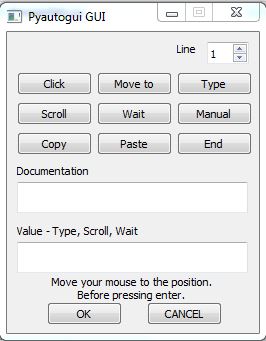 Pyautogui GUI
Line 1
Click Move to Type
Scroll Wait Manual
Copy Paste End
Documentation
Value - Type, Scroll, Wait
Move your mouse to the position.
Before pressing enter.
OK CANCEL